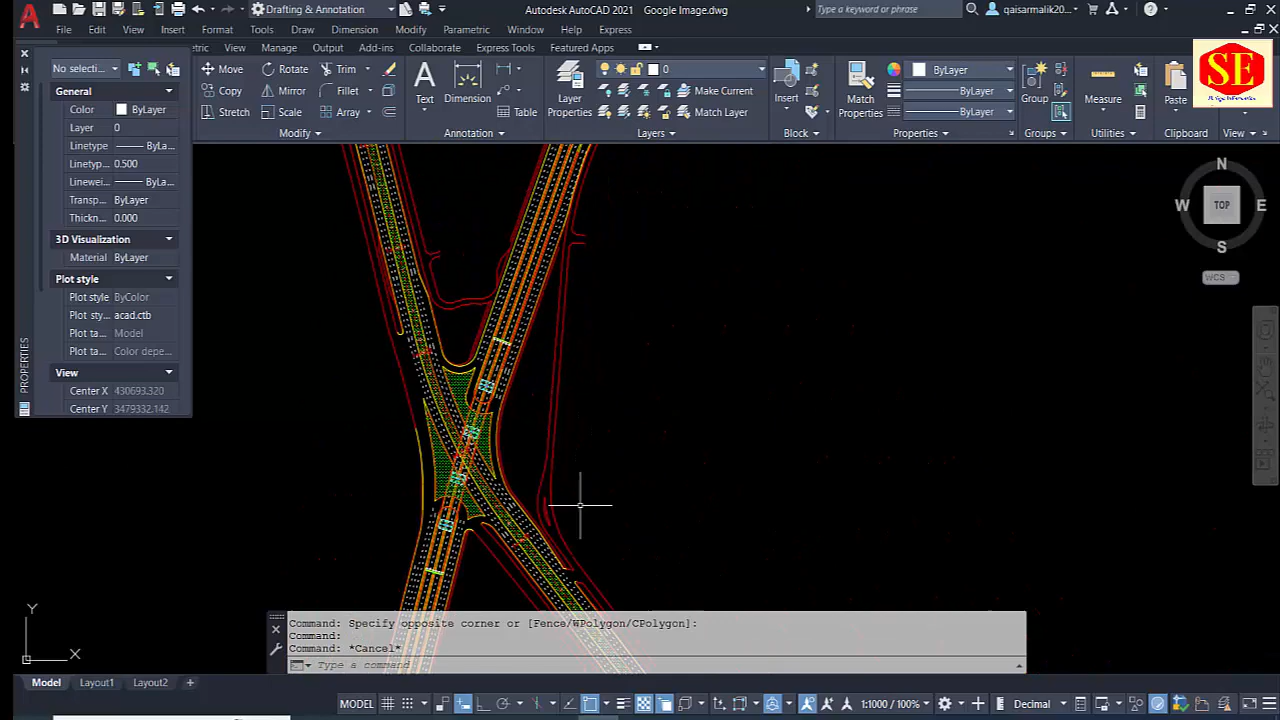 Drafting & Annotation
Autodesk AutoCAD 2021 Google Image.dwg
Type a keyword or phrase
qaisarmalik20...
File Edit View Insert Format Tools Draw Dimension Modify Parametric Window Help Express
View Manage Output Add-ins Collaborate Express Tools Featured Apps
No selecti...
General
Color ByLayer
Layer 0
Linetype ByLa...
Linetyp... 0.500
Linewei... ByLa...
Transp... ByLayer
Thickn... 0.000
3D Visualization
Material ByLayer
Plot style
Plot style ByColor
Plot sty... acad.ctb
Plot ta... Model
Plot ta... Color depe...
View
Center X 430693.320
Center Y 3479332.142
PROPERTIES
Move Rotate Trim
Copy Mirror Fillet
Stretch Scale Array
Modify
Text
Dimension
Table
Annotation
Layer Properties
0
Make Current
Match Layer
Layers
Insert
Block
Match Properties
ByLayer
ByLayer
ByLayer
Properties
Group
Groups
Measure
Utilities
Paste
Clipboard
View
SE
N
W TOP E
S
WCS
Y
X
Command: Specify opposite corner or [Fence/WPolygon/CPolygon]:
Command:
Command: *Cancel*
Type a command
Model Layout1 Layout2 +
MODEL
1:1000 / 100%
Decimal